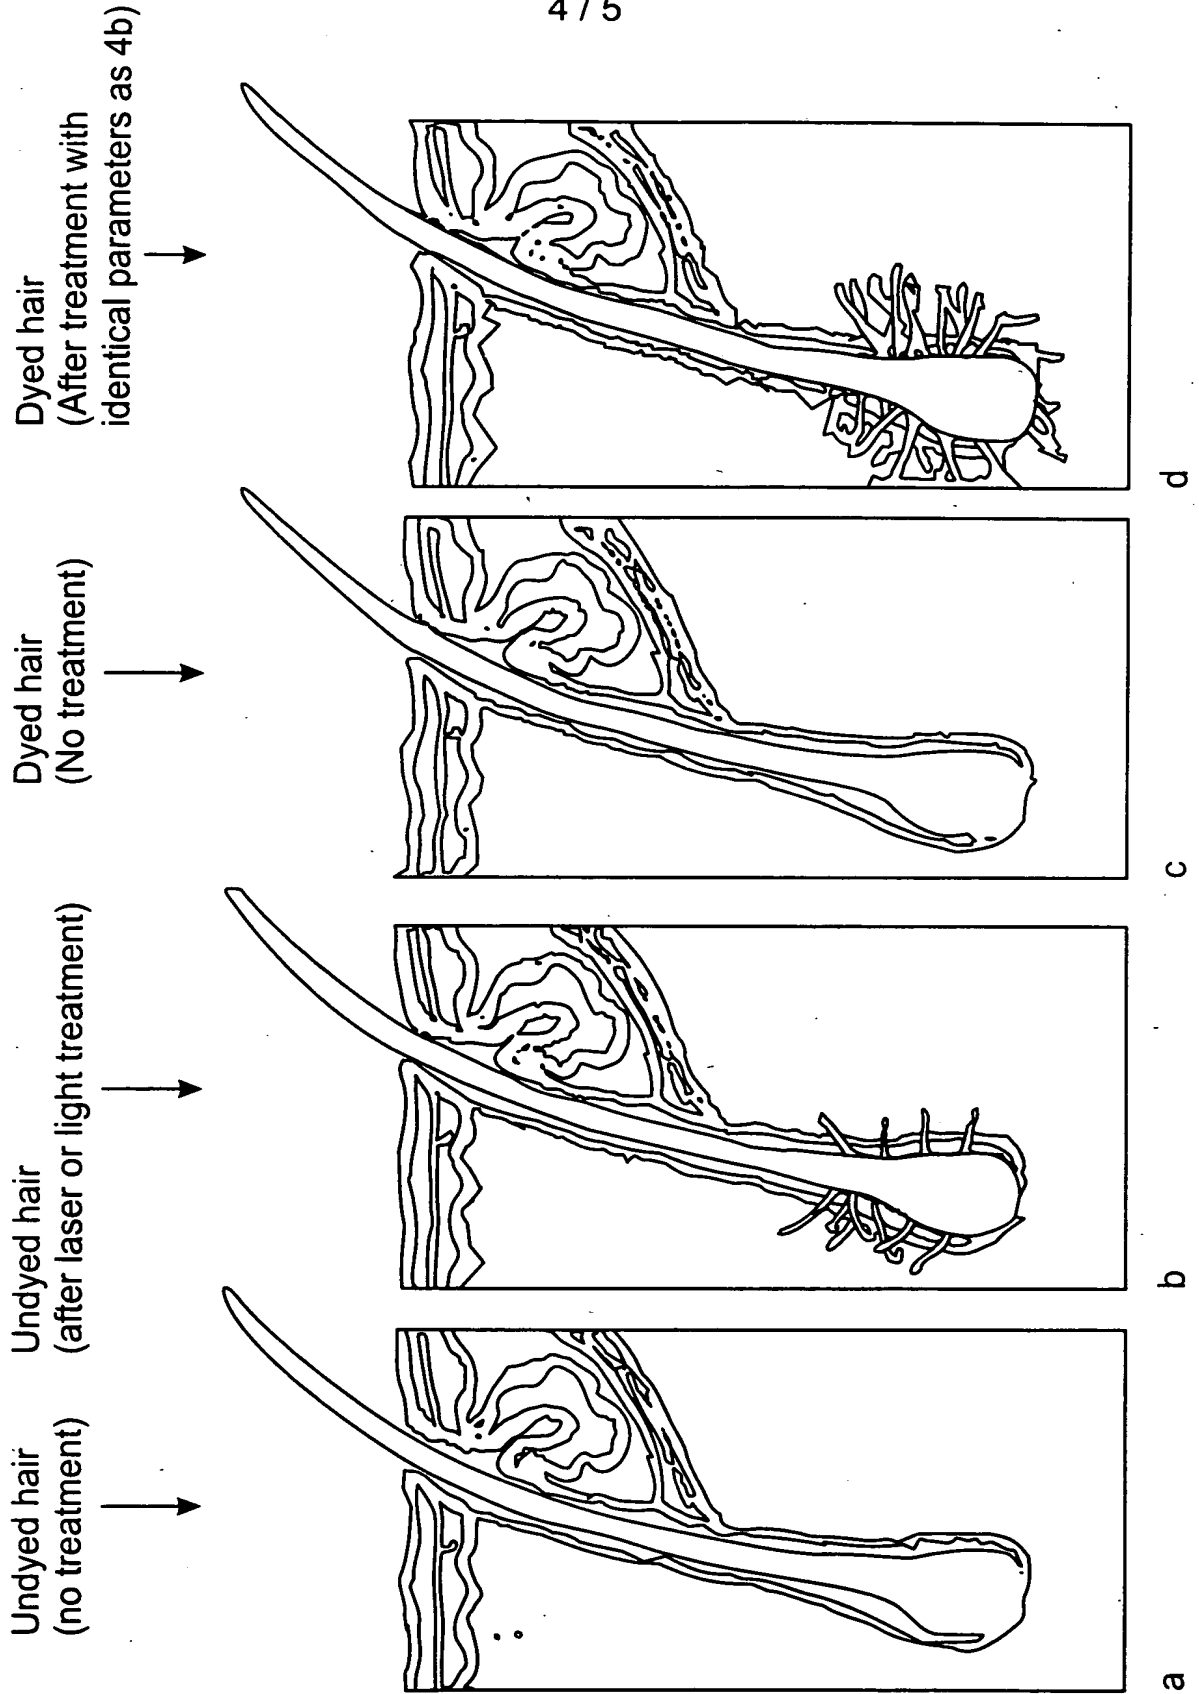 4 / 5
Undyed hair
(no treatment)
Undyed hair
(after laser or light treatment)
Dyed hair
(No treatment)
Dyed hair
(After treatment with
identical parameters as 4b)
a
b
c
d